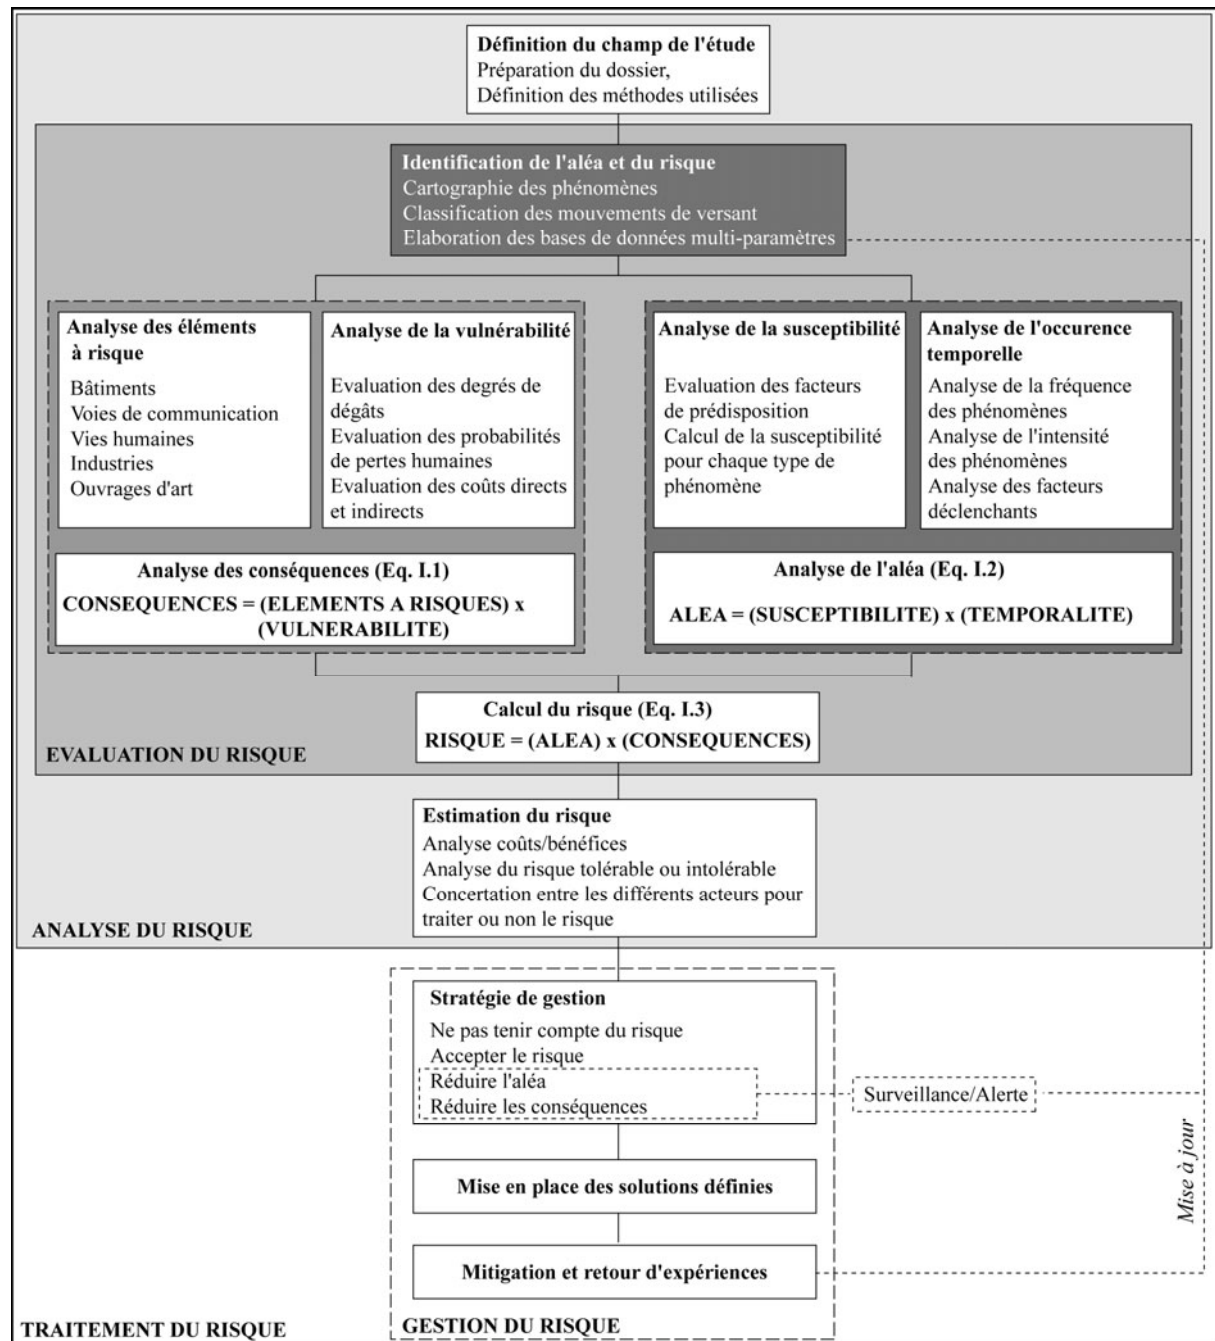 Définition du champ de l'étude
Préparation du dossier,
Définition des méthodes utilisées
Identification de l'aléa et du risque
Cartographie des phénomènes
Classification des mouvements de versant
Elaboration des bases de données multi-paramètres
Analyse des éléments
à risque
Bâtiments
Voies de communication
Vies humaines
Industries
Ouvrages d'art
Analyse de la vulnérabilité
Evaluation des degrés de
dégâts
Evaluation des probabilités
de pertes humaines
Evaluation des coûts directs
et indirects
Analyse des conséquences (Eq. I.1)
CONSEQUENCES = (ELEMENTS A RISQUES) x
(VULNERABILITE)
Analyse de la susceptibilité
Evaluation des facteurs
de prédisposition
Calcul de la susceptibilité
pour chaque type de
phénomène
Analyse de l'occurence
temporelle
Analyse de la fréquence
des phénomènes
Analyse de l'intensité
des phénomènes
Analyse des facteurs
déclenchants
Analyse de l'aléa (Eq. I.2)
ALEA = (SUSCEPTIBILITE) x (TEMPORALITE)
Calcul du risque (Eq. I.3)
RISQUE = (ALEA) x (CONSEQUENCES)
EVALUATION DU RISQUE
Estimation du risque
Analyse coûts/bénéfices
Analyse du risque tolérable ou intolérable
Concertation entre les différents acteurs pour
traiter ou non le risque
ANALYSE DU RISQUE
Stratégie de gestion
Ne pas tenir compte du risque
Accepter le risque
Réduire l'aléa
Réduire les conséquences
Surveillance/Alerte
Mise à jour
Mise en place des solutions définies
Mitigation et retour d'expériences
GESTION DU RISQUE
TRAITEMENT DU RISQUE